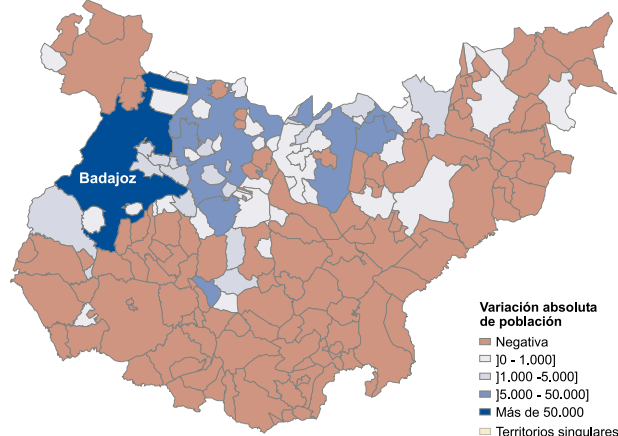 Badajoz
Variación absoluta
de población
Negativa
]0 - 1.000]
]1.000 -5.000]
]5.000 - 50.000]
Más de 50.000
Territorios singulares